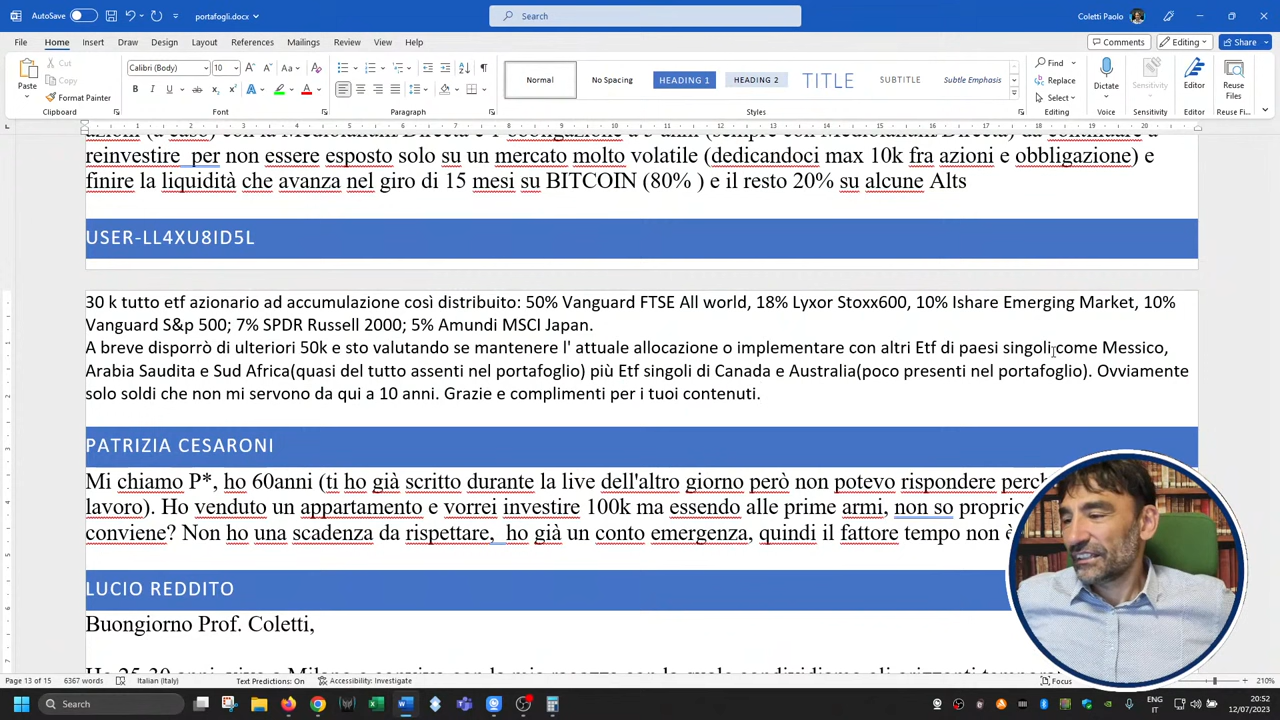 AutoSave
portafogli.docx
Search
Coletti Paolo
File Home Insert Draw Design Layout References Mailings Review View Help
Comments Editing Share
Paste Cut Copy Format Painter
Calibri (Body) 10
Normal No Spacing HEADING 1 HEADING 2 TITLE SUBTITLE Subtle Emphasis
Find Replace Select
Dictate Sensitivity Editor Reuse Files
Clipboard Font Paragraph Styles Editing Voice Sensitivity Editor Reuse Files
reinvestire per non essere esposto solo su un mercato molto volatile (dedicandoci max 10k fra azioni e obbligazione) e
finire la liquidità che avanza nel giro di 15 mesi su BITCOIN (80% ) e il resto 20% su alcune Alts
USER-LL4XU8ID5L
30 k tutto etf azionario ad accumulazione così distribuito: 50% Vanguard FTSE All world, 18% Lyxor Stoxx600, 10% Ishare Emerging Market, 10%
Vanguard S&p 500; 7% SPDR Russell 2000; 5% Amundi MSCI Japan.
A breve disporrò di ulteriori 50k e sto valutando se mantenere l' attuale allocazione o implementare con altri Etf di paesi singoli come Messico,
Arabia Saudita e Sud Africa(quasi del tutto assenti nel portafoglio) più Etf singoli di Canada e Australia(poco presenti nel portafoglio). Ovviamente
solo soldi che non mi servono da qui a 10 anni. Grazie e complimenti per i tuoi contenuti.
PATRIZIA CESARONI
Mi chiamo P*, ho 60anni (ti ho già scritto durante la live dell'altro giorno però non potevo rispondere
lavoro). Ho venduto un appartamento e vorrei investire 100k ma essendo alle prime armi, non so proprio
conviene? Non ho una scadenza da rispettare, ho già un conto emergenza, quindi il fattore tempo non è
LUCIO REDDITO
Buongiorno Prof. Coletti,
Page 13 of 15 6367 words Italian (Italy) Text Predictions: On Accessibility: Investigate Focus 210%
Search
ENG IT
20:52
12/07/2023